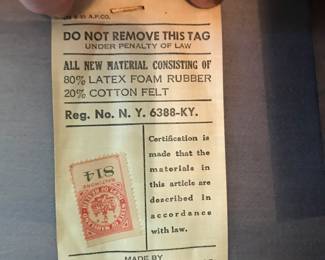 DO NOT REMOVE THIS TAG
UNDER PENALTY OF LAW
ALL NEW MATERIAL CONSISTING OF
80% LATEX FOAM RUBBER
20% COTTON FELT
Reg. No. N. Y. 6388-KY.
Certification is
made that the
materials in
this article are
described in
accordance
with law.
814
MADE BY